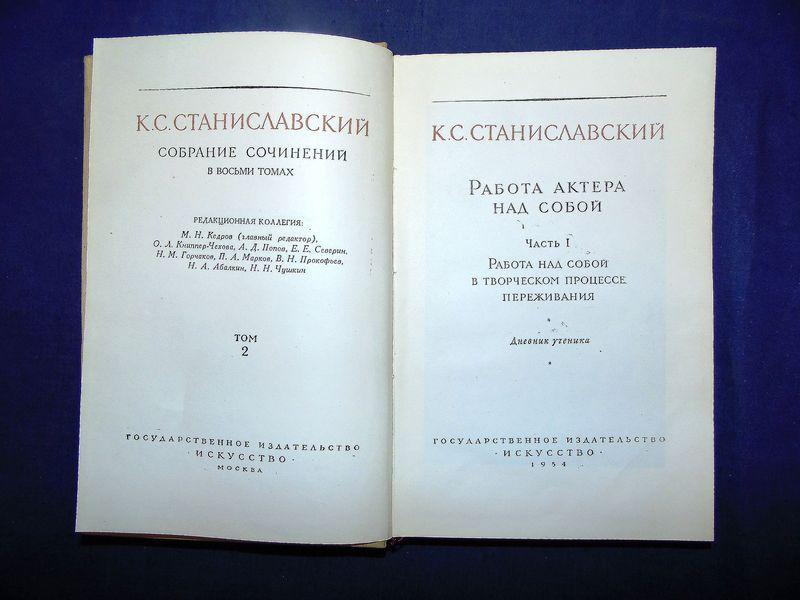 К.С.СТАНИСЛАВСКИЙ
СОБРАНИЕ СОЧИНЕНИЙ
В ВОСЬМИ ТОМАХ
РЕДАКЦИОННАЯ КОЛЛЕГИЯ:
М. Н. Кедров (главный редактор),
О. Л. Книппер-Чехова, А. Д. Попов, Е. Е. Северин,
Н. М. Горчаков, П. А. Марков, В. Н. Прокофьев,
Н. А. Абалкин, Н. Н. Чушкин
ТОМ
2
ГОСУДАРСТВЕННОЕ ИЗДАТЕЛЬСТВО
· ИСКУССТВО ·
МОСКВА
К.С.СТАНИСЛАВСКИЙ
РАБОТА АКТЕРА
НАД СОБОЙ
ЧАСТЬ I
РАБОТА НАД СОБОЙ
В ТВОРЧЕСКОМ ПРОЦЕССЕ
ПЕРЕЖИВАНИЯ
*
Дневник ученика
*
ГОСУДАРСТВЕННОЕ ИЗДАТЕЛЬСТВО
· ИСКУССТВО ·
1954